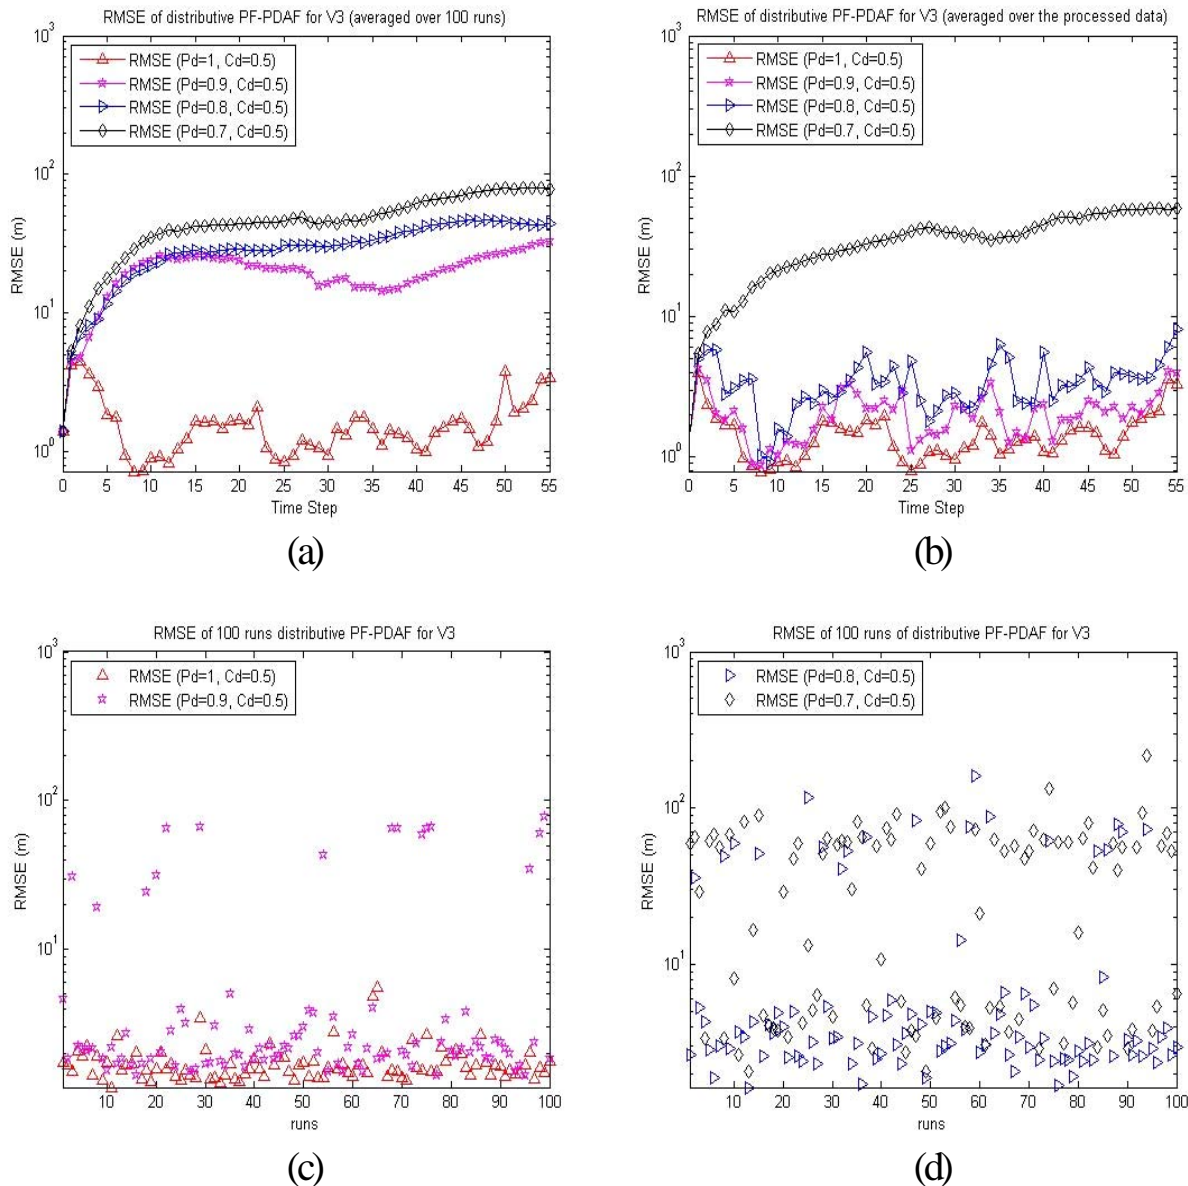 RMSE of distributive PF-PDAF for V3 (averaged over 100 runs)
10^3
10^2
10^1
10^0
RMSE (m)
RMSE (Pd=1, Cd=0.5)
RMSE (Pd=0.9, Cd=0.5)
RMSE (Pd=0.8, Cd=0.5)
RMSE (Pd=0.7, Cd=0.5)
0 5 10 15 20 25 30 35 40 45 50 55
Time Step
(a)
RMSE of distributive PF-PDAF for V3 (averaged over the processed data)
10^3
10^2
10^1
10^0
RMSE (m)
RMSE (Pd=1, Cd=0.5)
RMSE (Pd=0.9, Cd=0.5)
RMSE (Pd=0.8, Cd=0.5)
RMSE (Pd=0.7, Cd=0.5)
0 5 10 15 20 25 30 35 40 45 50 55
Time Step
(b)
RMSE of 100 runs distributive PF-PDAF for V3
10^3
10^2
10^1
RMSE (m)
RMSE (Pd=1, Cd=0.5)
RMSE (Pd=0.9, Cd=0.5)
10 20 30 40 50 60 70 80 90 100
runs
(c)
RMSE of 100 runs of distributive PF-PDAF for V3
10^3
10^2
10^1
RMSE (m)
RMSE (Pd=0.8, Cd=0.5)
RMSE (Pd=0.7, Cd=0.5)
10 20 30 40 50 60 70 80 90 100
runs
(d)